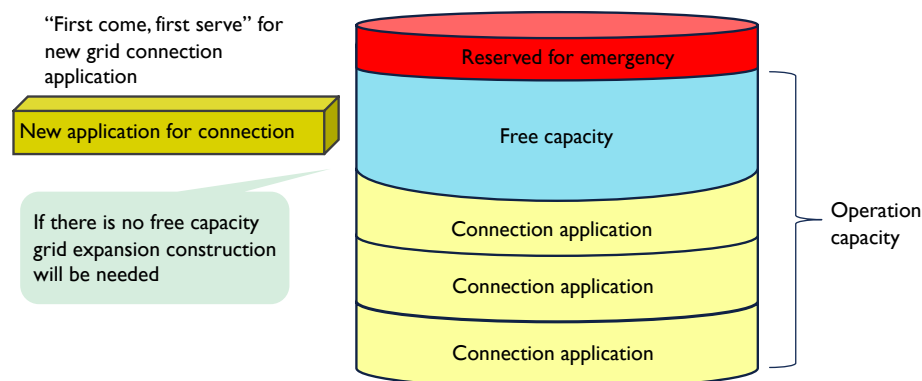 “First come, first serve” for
new grid connection
application
New application for connection
If there is no free capacity
grid expansion construction
will be needed
Reserved for emergency
Free capacity
Connection application
Connection application
Connection application
Operation
capacity